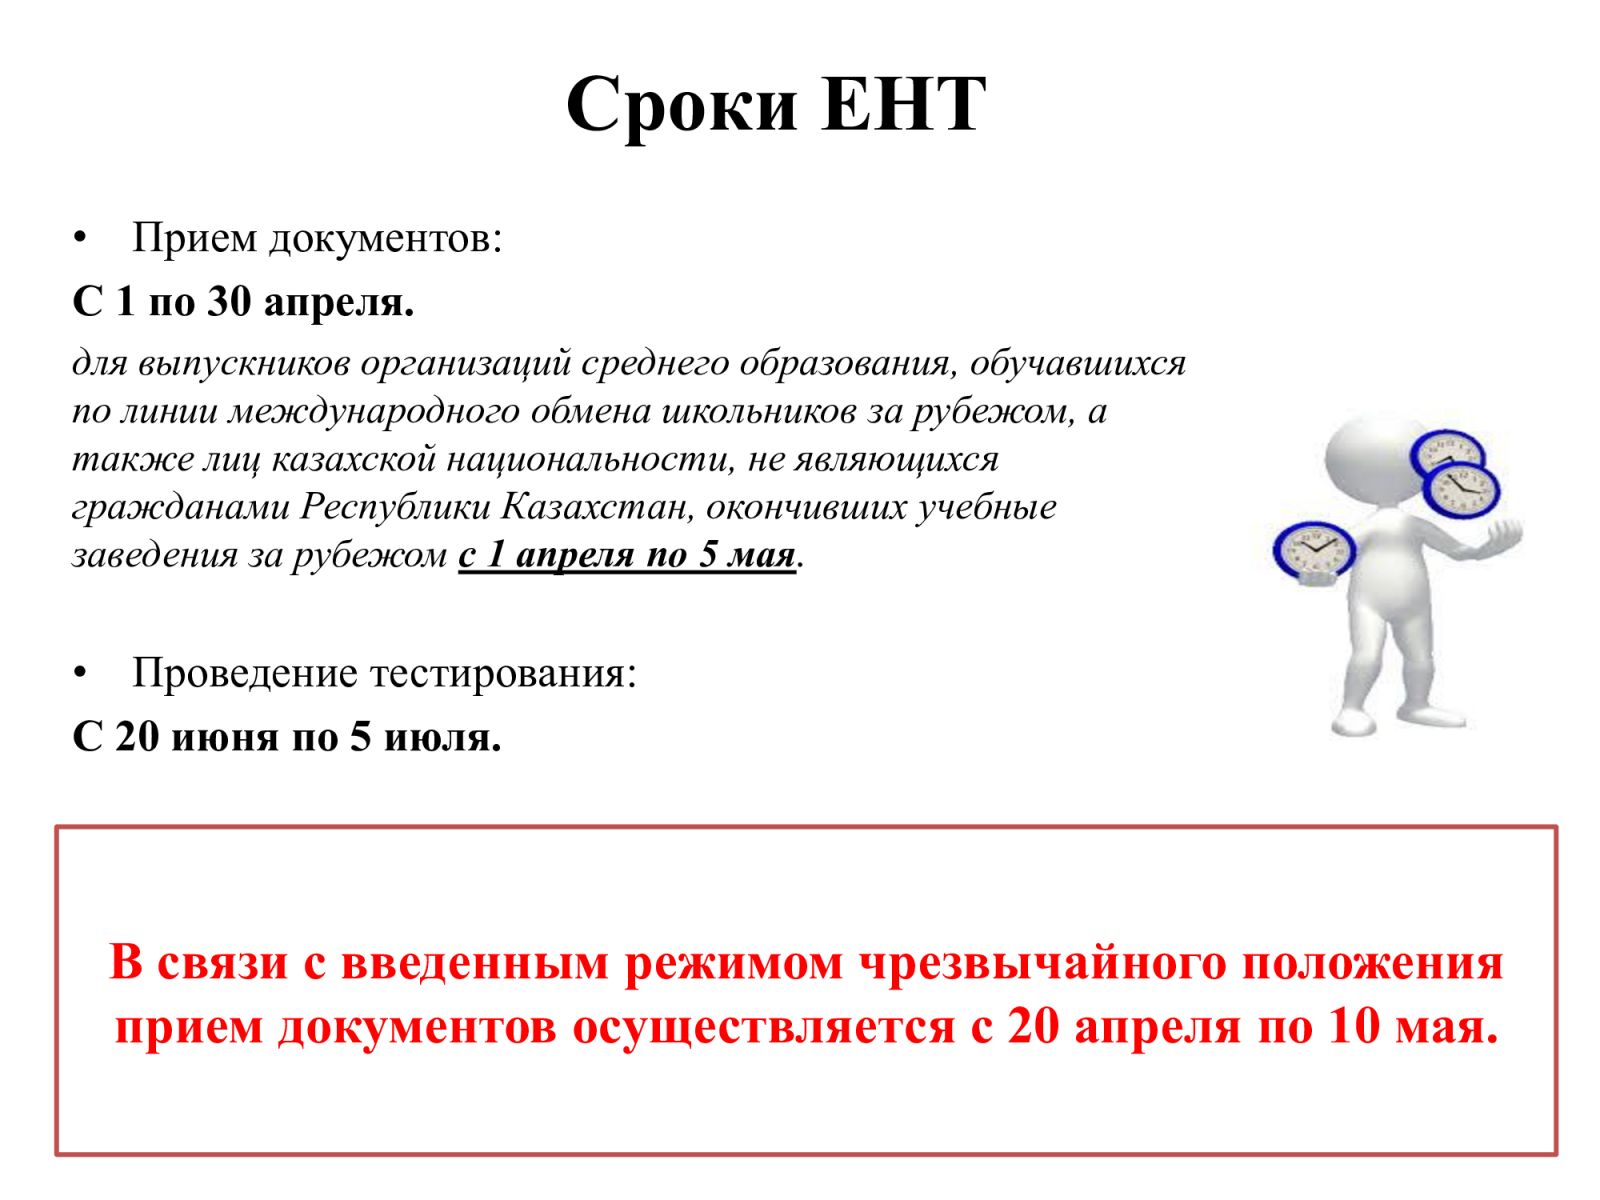 Сроки ЕНТ
• Прием документов:
С 1 по 30 апреля.
для выпускников организаций среднего образования, обучавшихся
по линии международного обмена школьников за рубежом, а
также лиц казахской национальности, не являющихся
гражданами Республики Казахстан, окончивших учебные
заведения за рубежом с 1 апреля по 5 мая.
• Проведение тестирования:
С 20 июня по 5 июля.
В связи с введенным режимом чрезвычайного положения
прием документов осуществляется с 20 апреля по 10 мая.